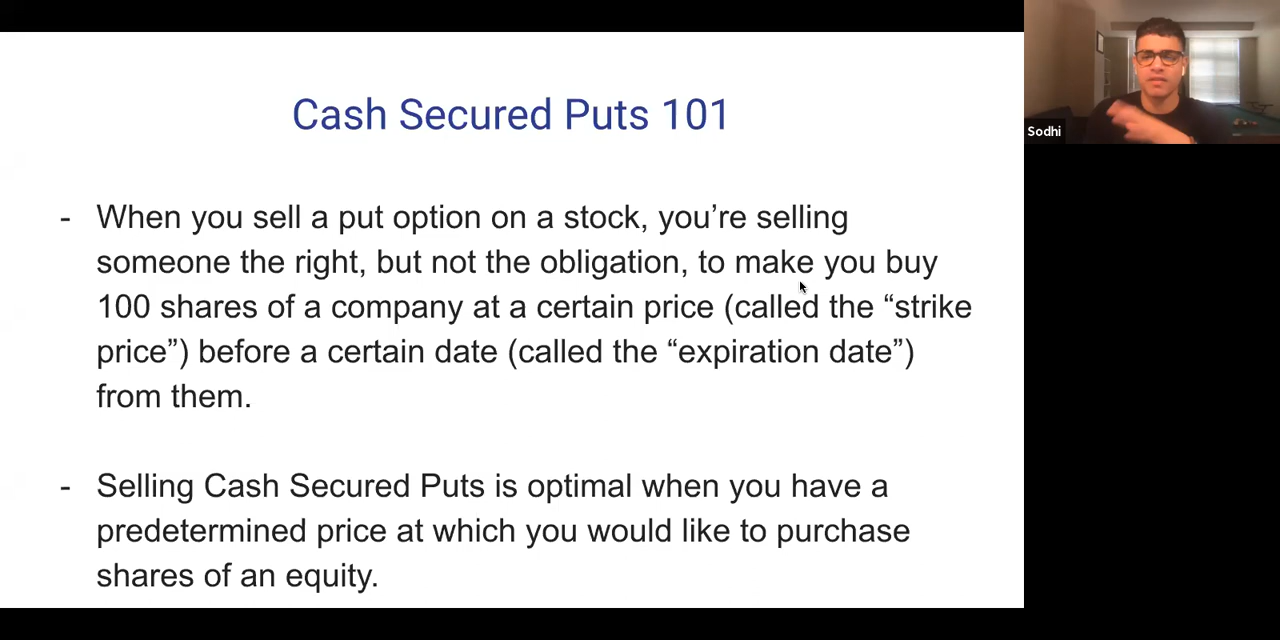 Cash Secured Puts 101
- When you sell a put option on a stock, you’re selling
someone the right, but not the obligation, to make you buy
100 shares of a company at a certain price (called the “strike
price”) before a certain date (called the “expiration date”)
from them.
- Selling Cash Secured Puts is optimal when you have a
predetermined price at which you would like to purchase
shares of an equity.
Sodhi